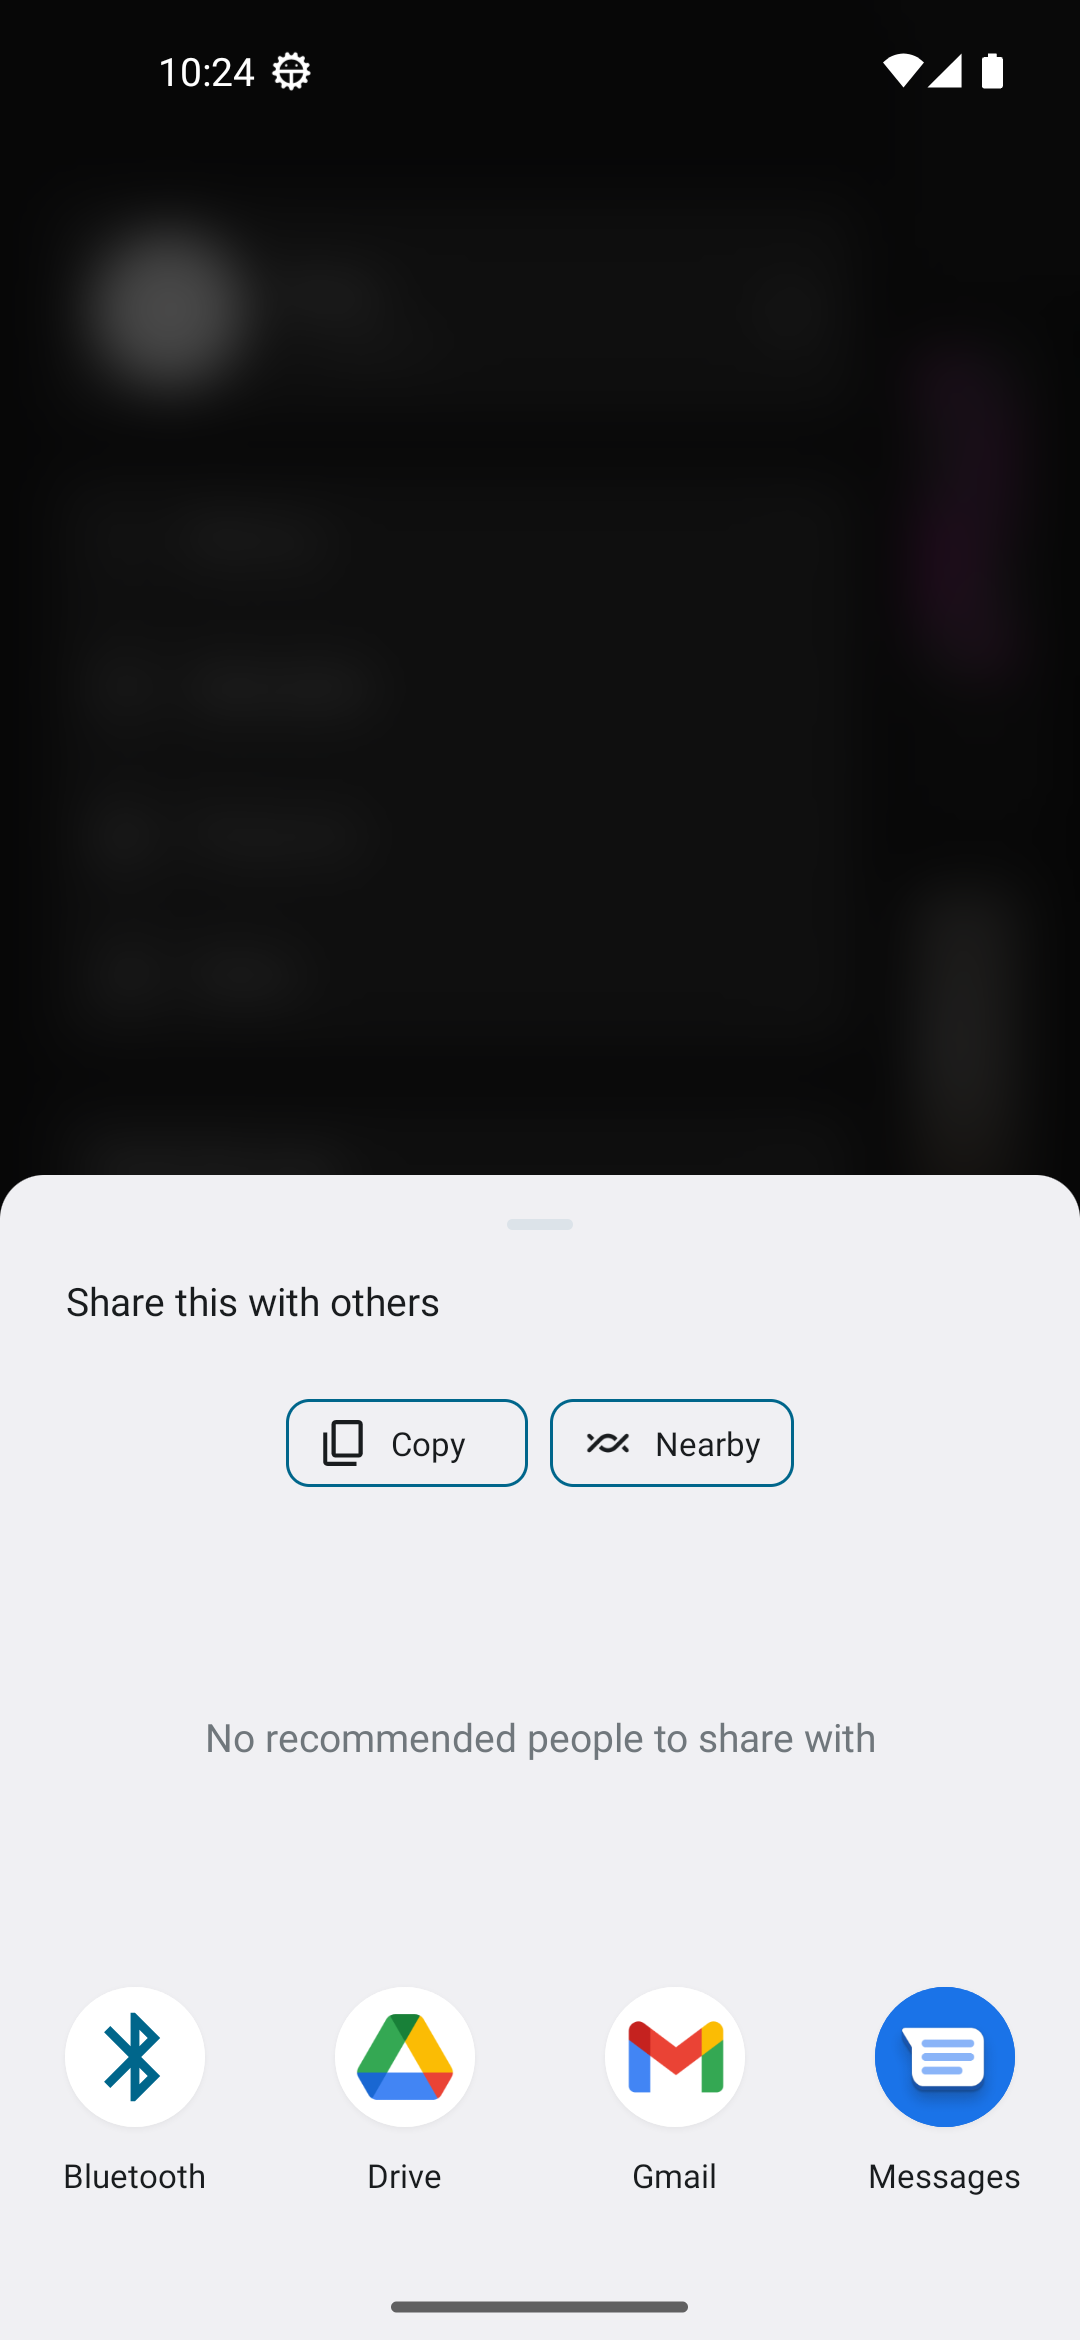 10:24
Share this with others
Copy
Nearby
No recommended people to share with
Bluetooth
Drive
Gmail
Messages